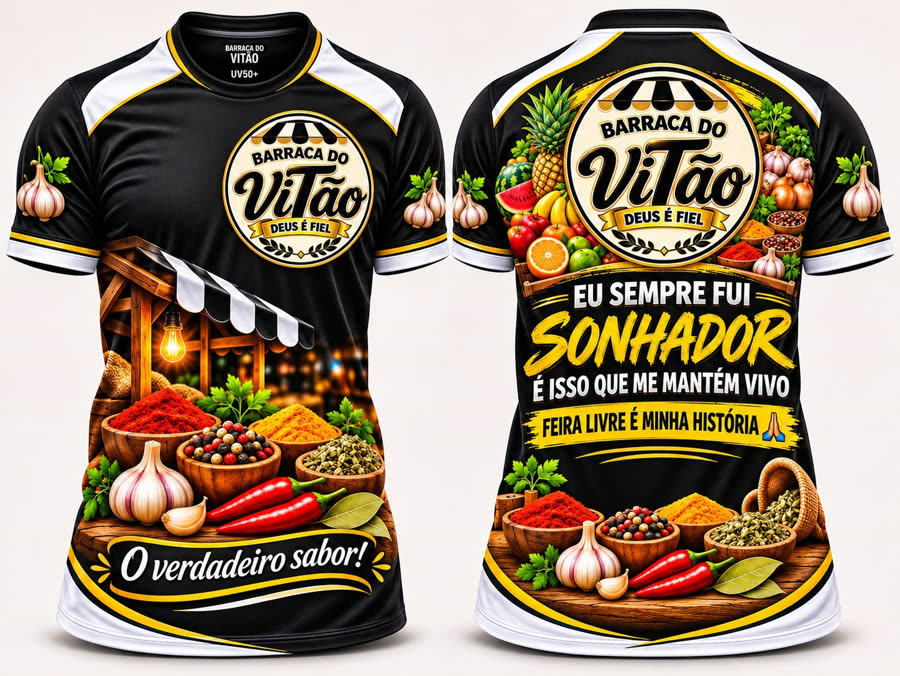 BARRACA DO
VITÃO
UV50+
BARRACA DO
ViTão
DEUS É FIEL
O verdadeiro sabor!
BARRACA DO
ViTão
DEUS É FIEL
EU SEMPRE FUI
SONHADOR
É ISSO QUE ME MANTÉM VIVO
FEIRA LIVRE É MINHA HISTÓRIA 🙏